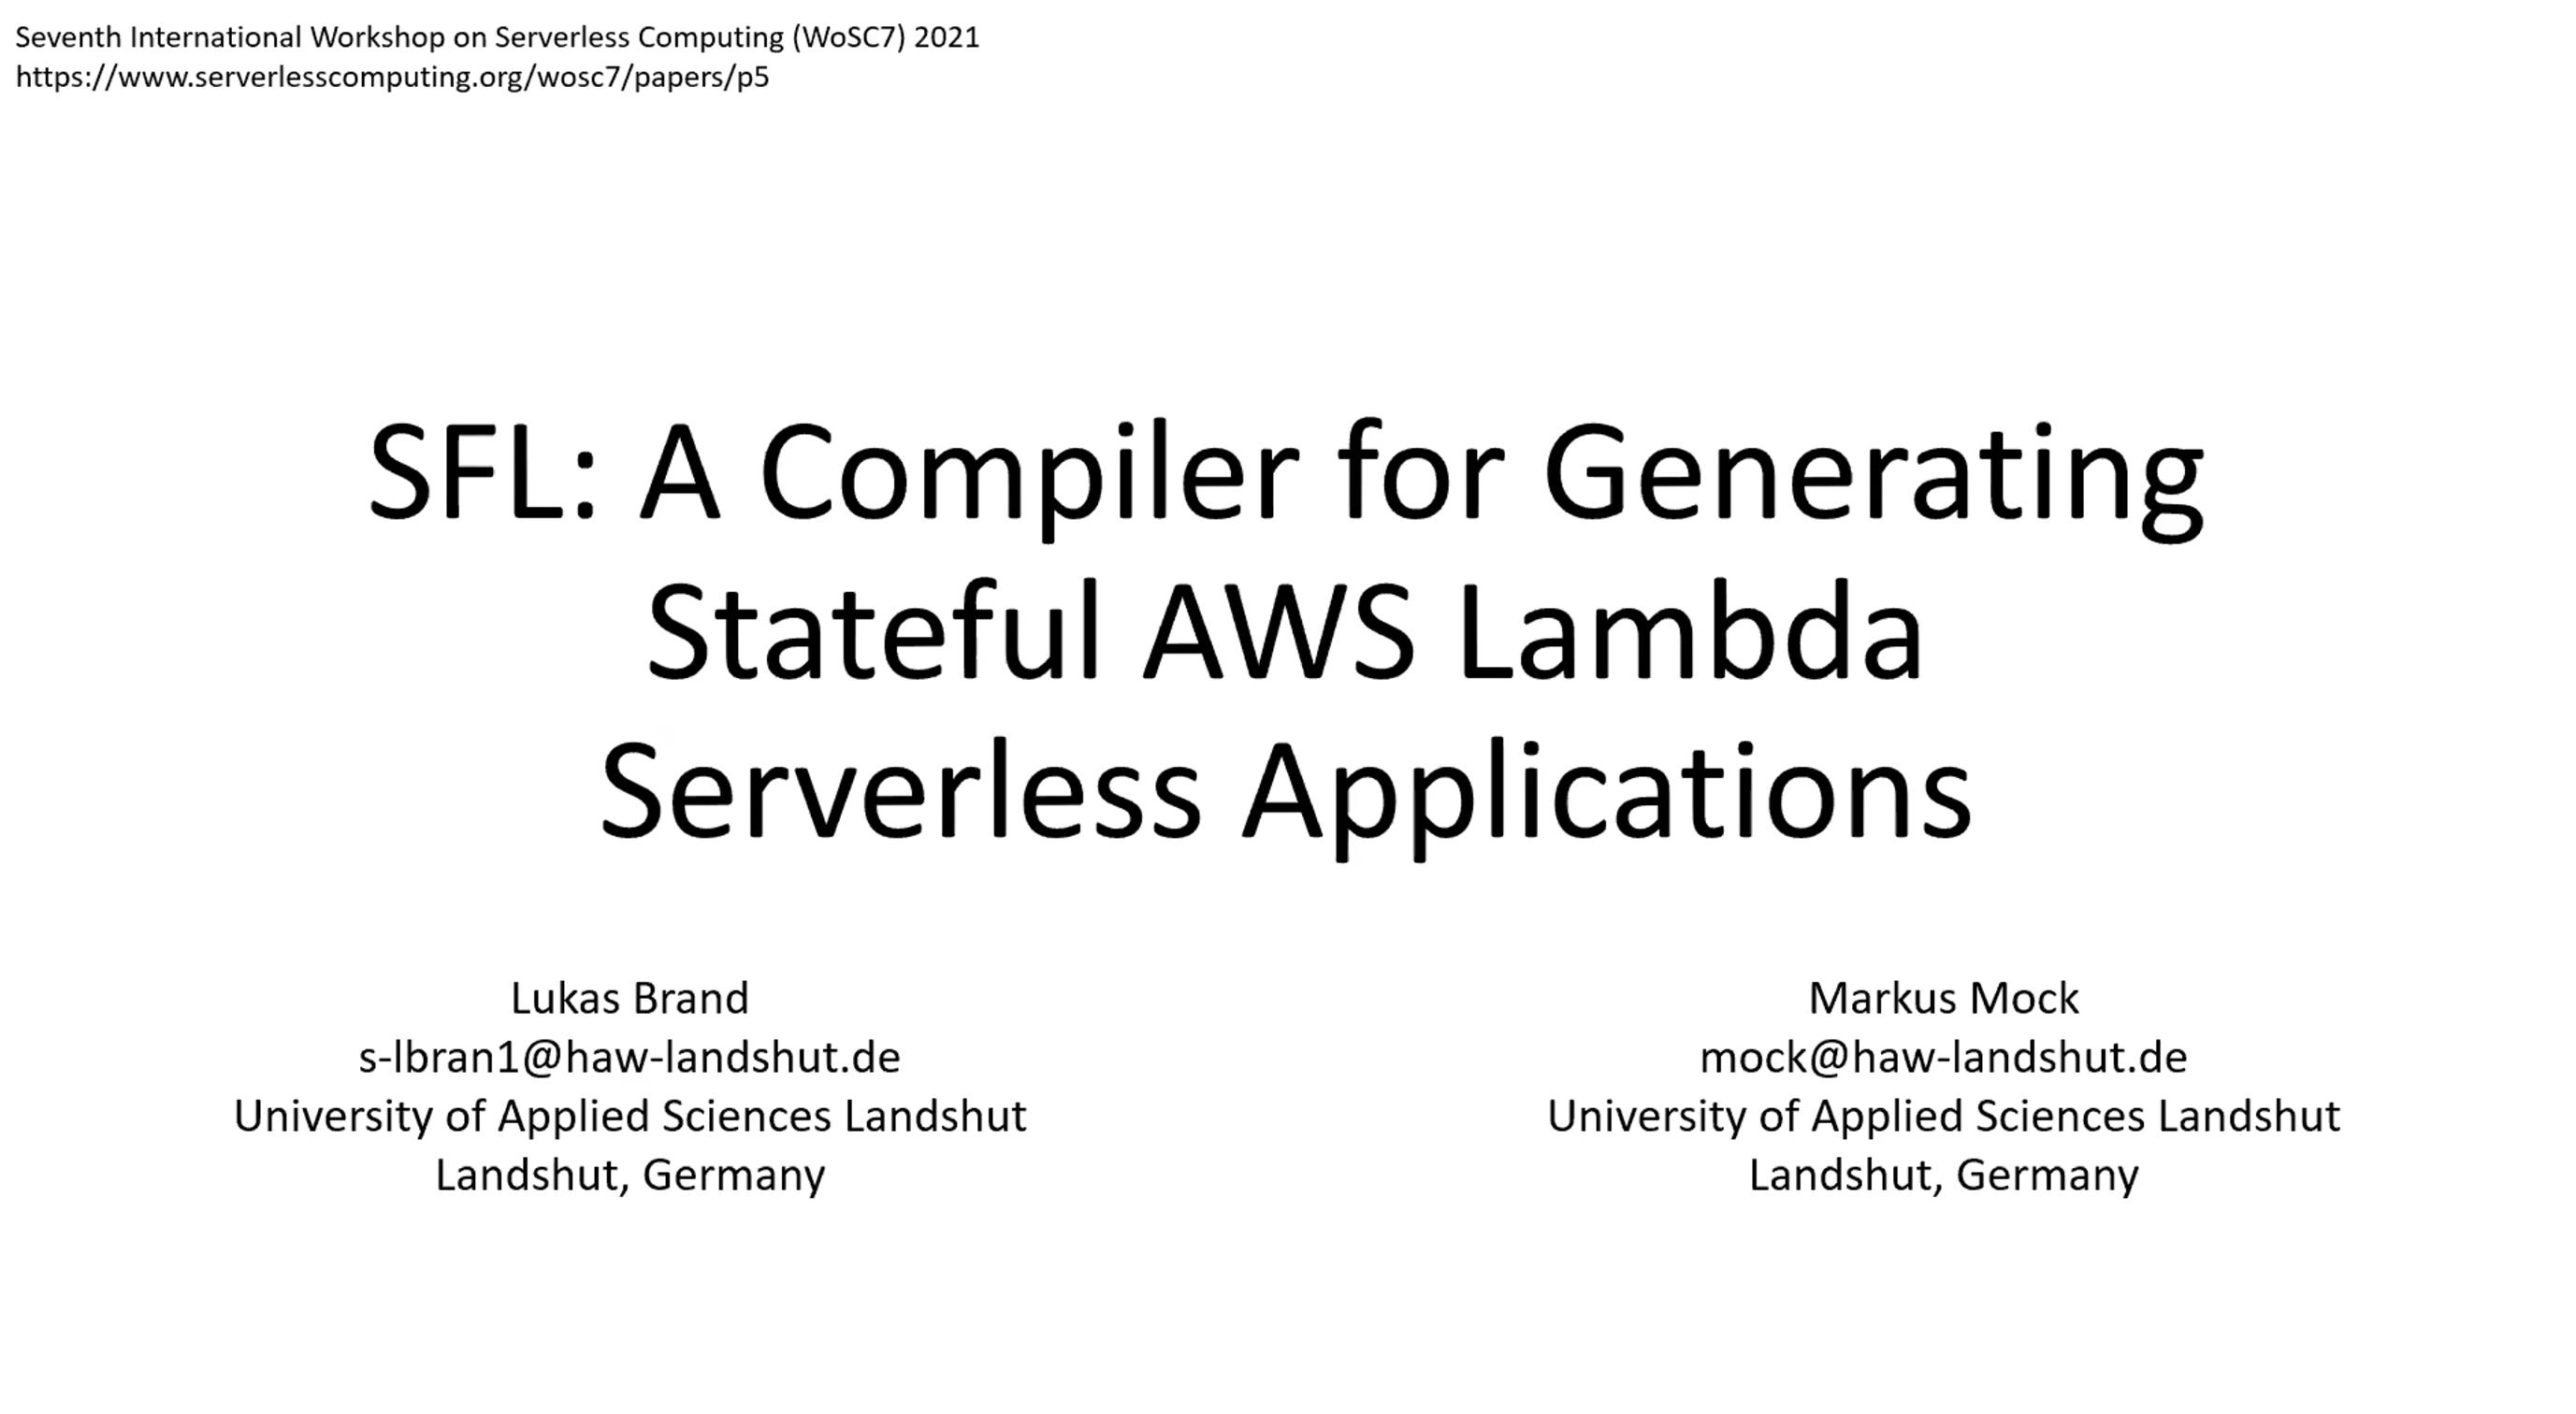 Seventh International Workshop on Serverless Computing (WoSC7) 2021
https://www.serverlesscomputing.org/wosc7/papers/p5
SFL: A Compiler for Generating
Stateful AWS Lambda
Serverless Applications
Lukas Brand
s-lbran1@haw-landshut.de
University of Applied Sciences Landshut
Landshut, Germany
Markus Mock
mock@haw-landshut.de
University of Applied Sciences Landshut
Landshut, Germany